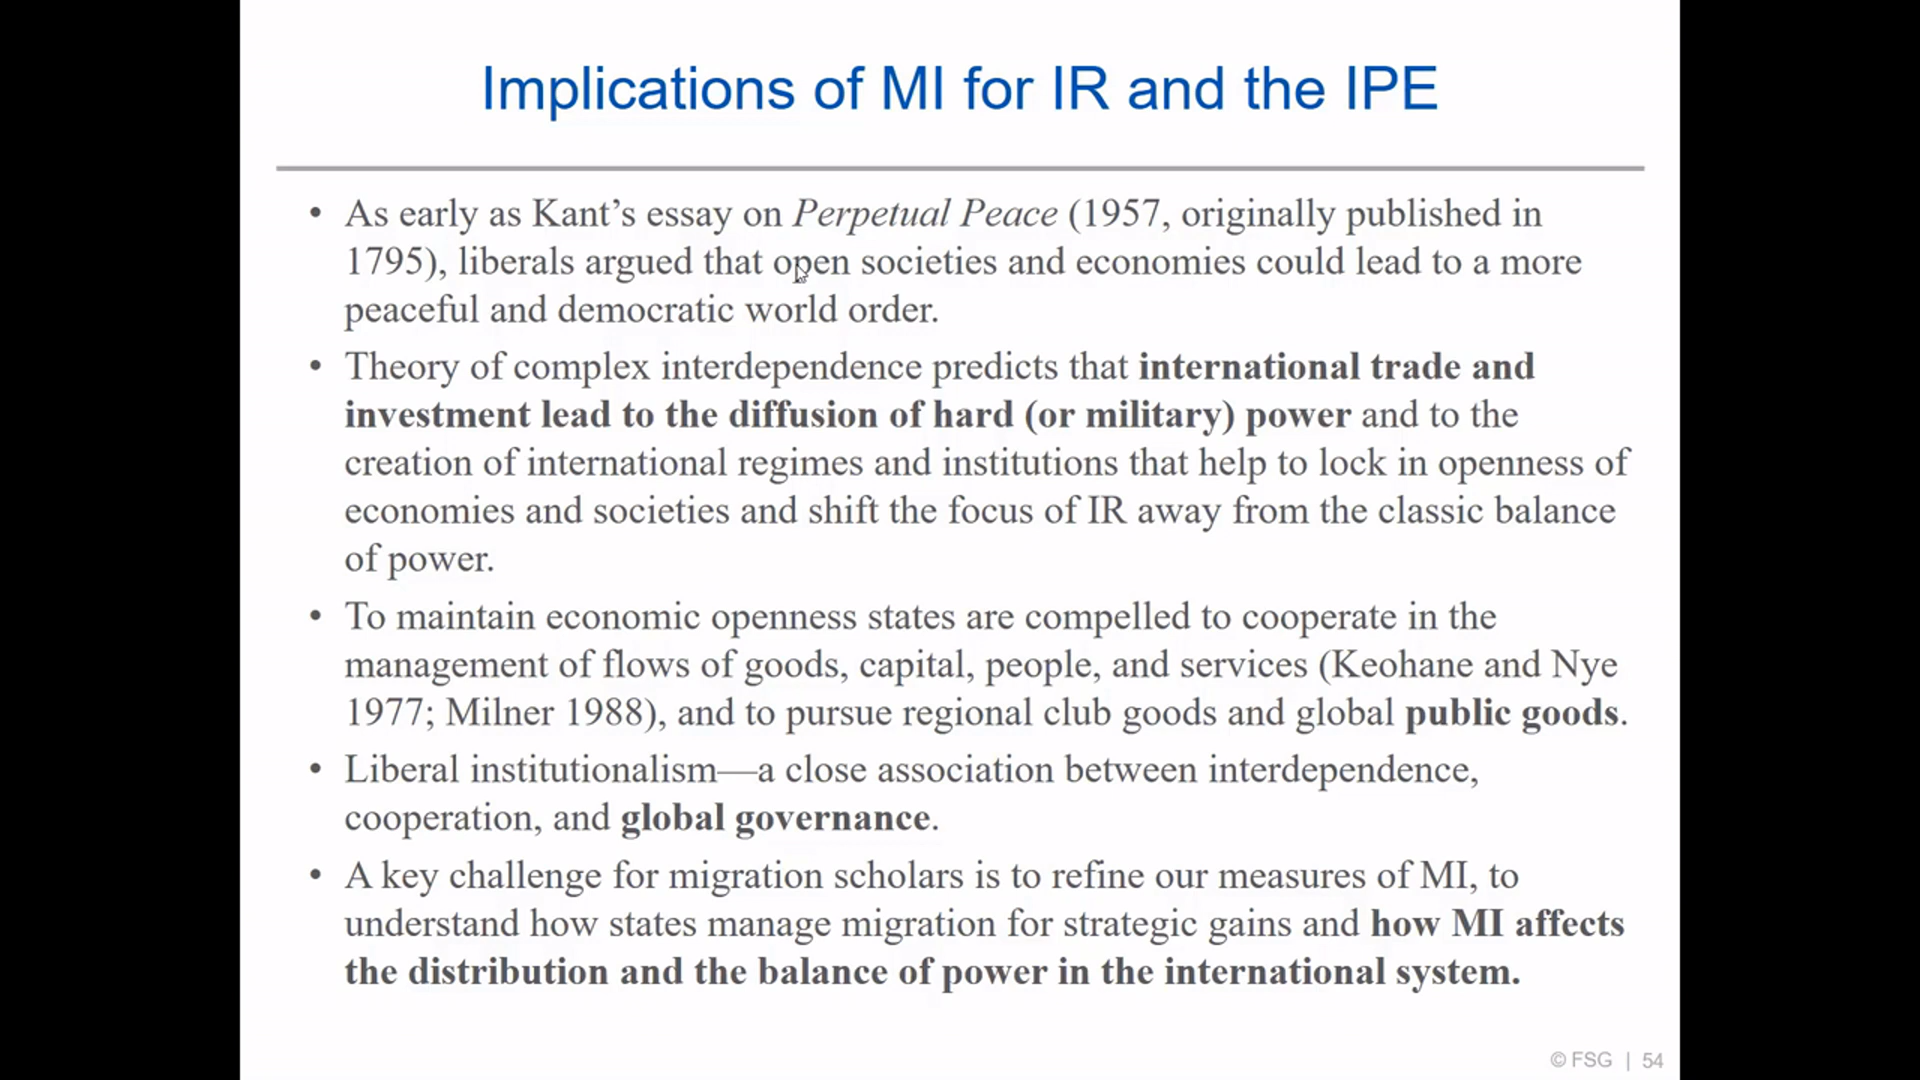 Implications of MI for IR and the IPE
• As early as Kant’s essay on Perpetual Peace (1957, originally published in
1795), liberals argued that open societies and economies could lead to a more
peaceful and democratic world order.
• Theory of complex interdependence predicts that international trade and
investment lead to the diffusion of hard (or military) power and to the
creation of international regimes and institutions that help to lock in openness of
economies and societies and shift the focus of IR away from the classic balance
of power.
• To maintain economic openness states are compelled to cooperate in the
management of flows of goods, capital, people, and services (Keohane and Nye
1977; Milner 1988), and to pursue regional club goods and global public goods.
• Liberal institutionalism—a close association between interdependence,
cooperation, and global governance.
• A key challenge for migration scholars is to refine our measures of MI, to
understand how states manage migration for strategic gains and how MI affects
the distribution and the balance of power in the international system.
© FSG | 54